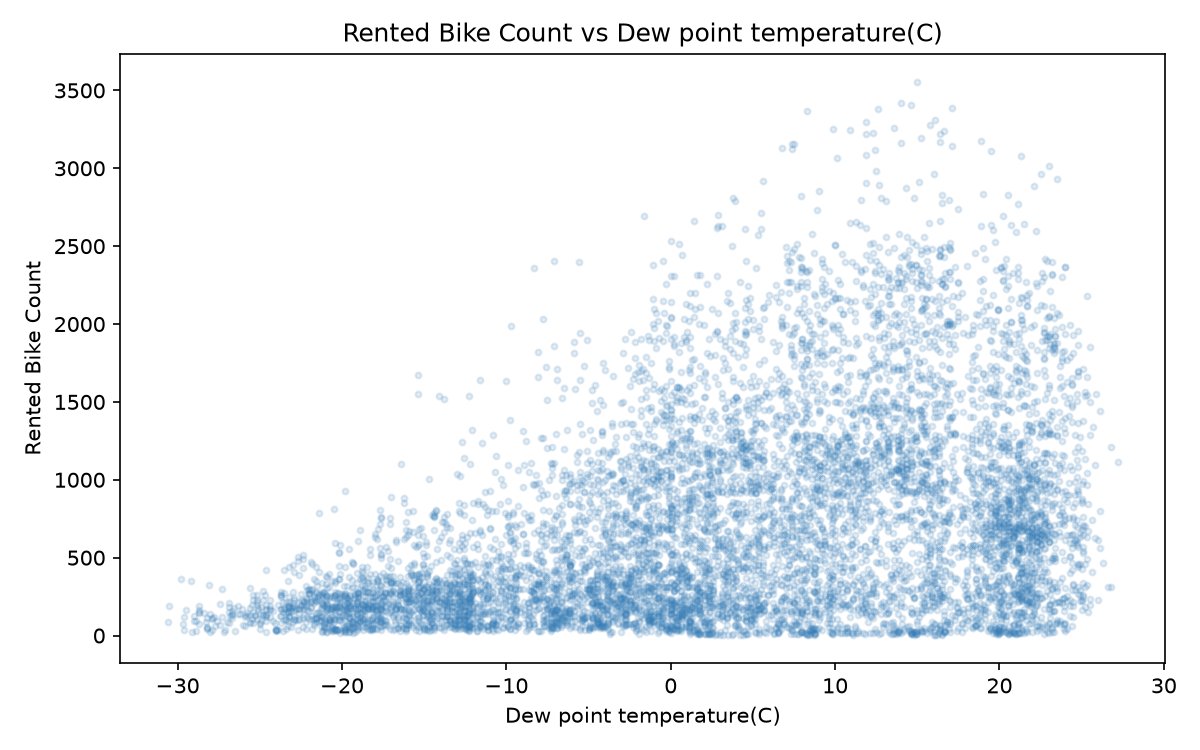 Rented Bike Count vs Dew point temperature(C)
3500
3000
2500
2000
1500
1000
500
0
Rented Bike Count
−30 −20 −10 0 10 20 30
Dew point temperature(C)